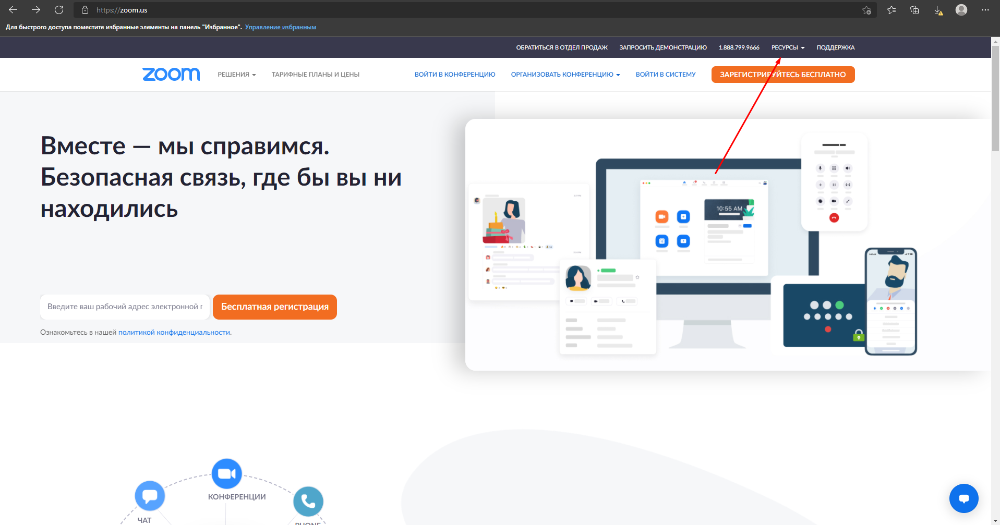 https://zoom.us
Для быстрого доступа поместите избранные элементы на панель "Избранное". Управление избранным
ОБРАТИТЬСЯ В ОТДЕЛ ПРОДАЖ ЗАПРОСИТЬ ДЕМОНСТРАЦИЮ 1.888.799.9666 РЕСУРСЫ ПОДДЕРЖКА
zoom РЕШЕНИЯ ТАРИФНЫЕ ПЛАНЫ И ЦЕНЫ ВОЙТИ В КОНФЕРЕНЦИЮ ОРГАНИЗОВАТЬ КОНФЕРЕНЦИЮ ВОЙТИ В СИСТЕМУ ЗАРЕГИСТРИРУЙТЕСЬ БЕСПЛАТНО
Вместе — мы справимся.
Безопасная связь, где бы вы ни
находились
10:55 AM
Введите ваш рабочий адрес электронной п
Бесплатная регистрация
Ознакомьтесь в нашей политикой конфиденциальности.
КОНФЕРЕНЦИИ
ЧАТ
PHONE